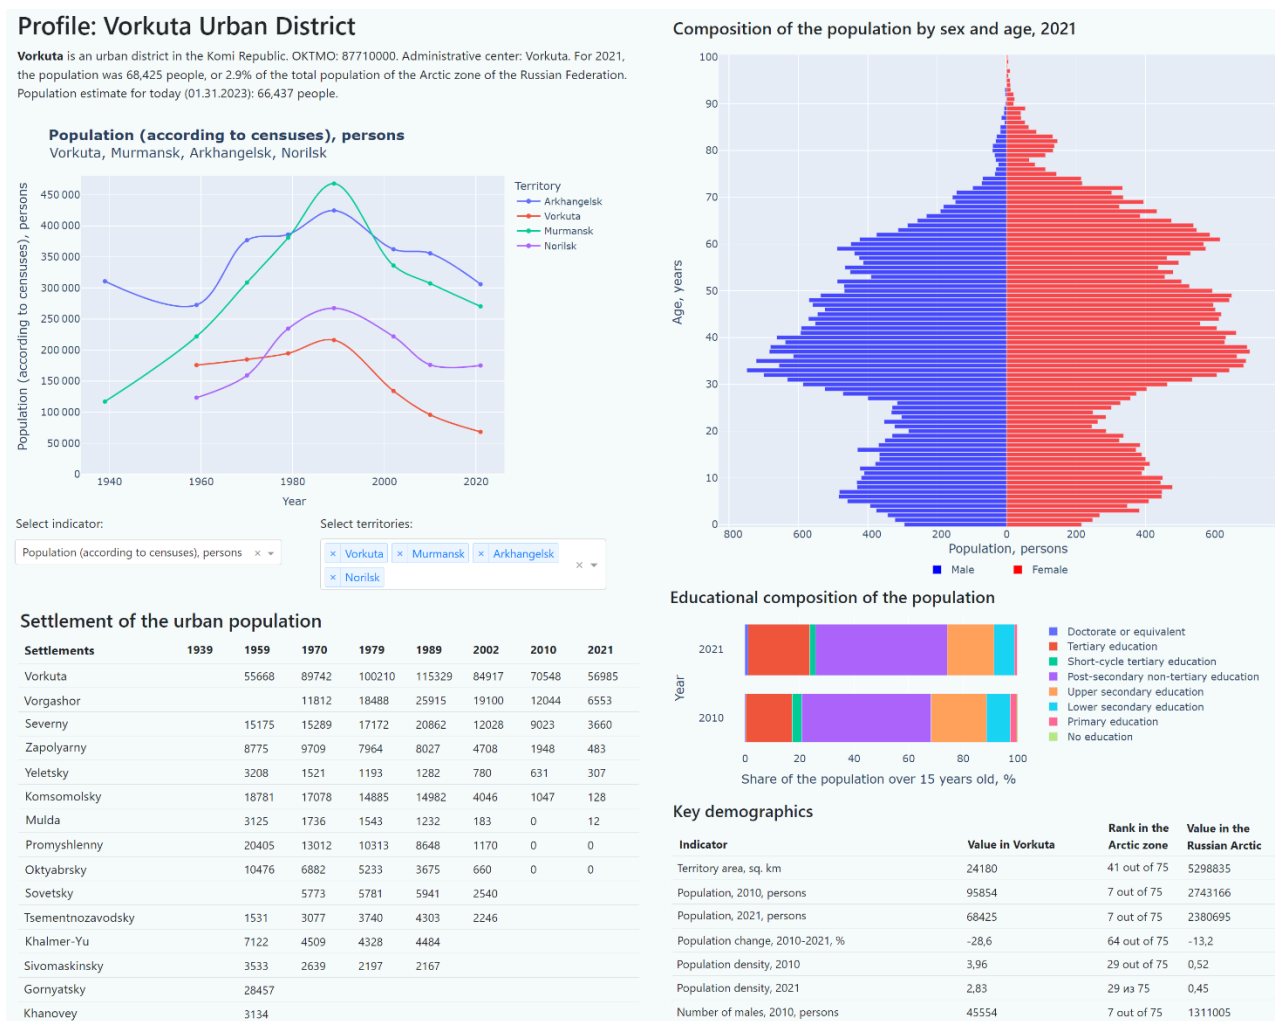 Profile: Vorkuta Urban District
Vorkuta is an urban district in the Komi Republic. OKTMO: 87710000. Administrative center: Vorkuta. For 2021,
the population was 68,425 people, or 2.9% of the total population of the Arctic zone of the Russian Federation.
Population estimate for today (01.31.2023): 66,437 people.
Population (according to censuses), persons
Vorkuta, Murmansk, Arkhangelsk, Norilsk
Population (according to censuses), persons
450 000
400 000
350 000
300 000
250 000
200 000
150 000
100 000
50 000
0
1940 1960 1980 2000 2020
Year
Territory
Arkhangelsk
Vorkuta
Murmansk
Norilsk
Select indicator:
Population (according to censuses), persons ×
Select territories:
× Vorkuta × Murmansk × Arkhangelsk
× Norilsk
×
Settlement of the urban population
Settlements 1939 1959 1970 1979 1989 2002 2010 2021
Vorkuta 55668 89742 100210 115329 84917 70548 56985
Vorgashor 11812 18488 25915 19100 12044 6553
Severny 15175 15289 17172 20862 12028 9023 3660
Zapolyarny 8775 9709 7964 8027 4708 1948 483
Yeletsky 3208 1521 1193 1282 780 631 307
Komsomolsky 18781 17078 14885 14982 4046 1047 128
Mulda 3125 1736 1543 1232 183 0 12
Promyshlenny 20405 13012 10313 8648 1170 0 0
Oktyabrsky 10476 6882 5233 3675 660 0 0
Sovetsky 5773 5781 5941 2540
Tsementnozavodsky 1531 3077 3740 4303 2246
Khalmer-Yu 7122 4509 4328 4484
Sivomaskinsky 3533 2639 2197 2167
Gornyatsky 28457
Khanovey 3134
Composition of the population by sex and age, 2021
Age, years
100
90
80
70
60
50
40
30
20
10
0
800 600 400 200 0 200 400 600
Population, persons
Male Female
Educational composition of the population
Year
2021
2010
0 20 40 60 80 100
Share of the population over 15 years old, %
Doctorate or equivalent
Tertiary education
Short-cycle tertiary education
Post-secondary non-tertiary education
Upper secondary education
Lower secondary education
Primary education
No education
Key demographics
Indicator Value in Vorkuta Rank in the Arctic zone Value in the Russian Arctic
Territory area, sq. km 24180 41 out of 75 5298835
Population, 2010, persons 95854 7 out of 75 2743166
Population, 2021, persons 68425 7 out of 75 2380695
Population change, 2010-2021, % -28,6 64 out of 75 -13,2
Population density, 2010 3,96 29 out of 75 0,52
Population density, 2021 2,83 29 из 75 0,45
Number of males, 2010, persons 45554 7 out of 75 1311005